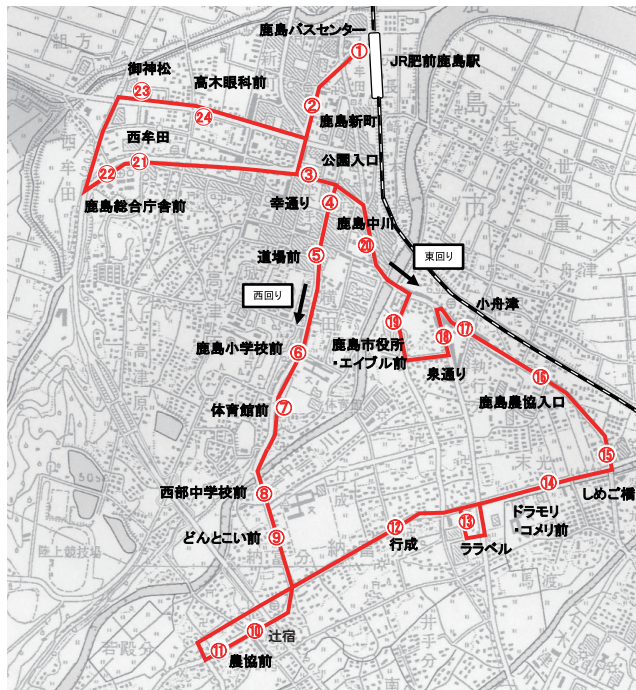 鹿島バスセンター
①
JR肥前鹿島駅
御神松
㉓
高木眼科前
㉔
②
鹿島新町
西牟田
㉑
㉒
公園入口
③
鹿島総合庁舎前
幸通り
④
鹿島中川
⑳
道場前
⑤
東回り
西回り
小舟津
⑲
⑱
⑰
鹿島市役所
・エイブル前
泉通り
鹿島小学校前
⑥
⑯
鹿島農協入口
体育館前
⑦
⑮
しめご橋
西部中学校前
⑧
⑭
ドラモリ
・コメリ前
どんとこい前
⑨
⑫
行成
⑬
ララベル
⑩
辻宿
⑪
農協前
陸上競技場